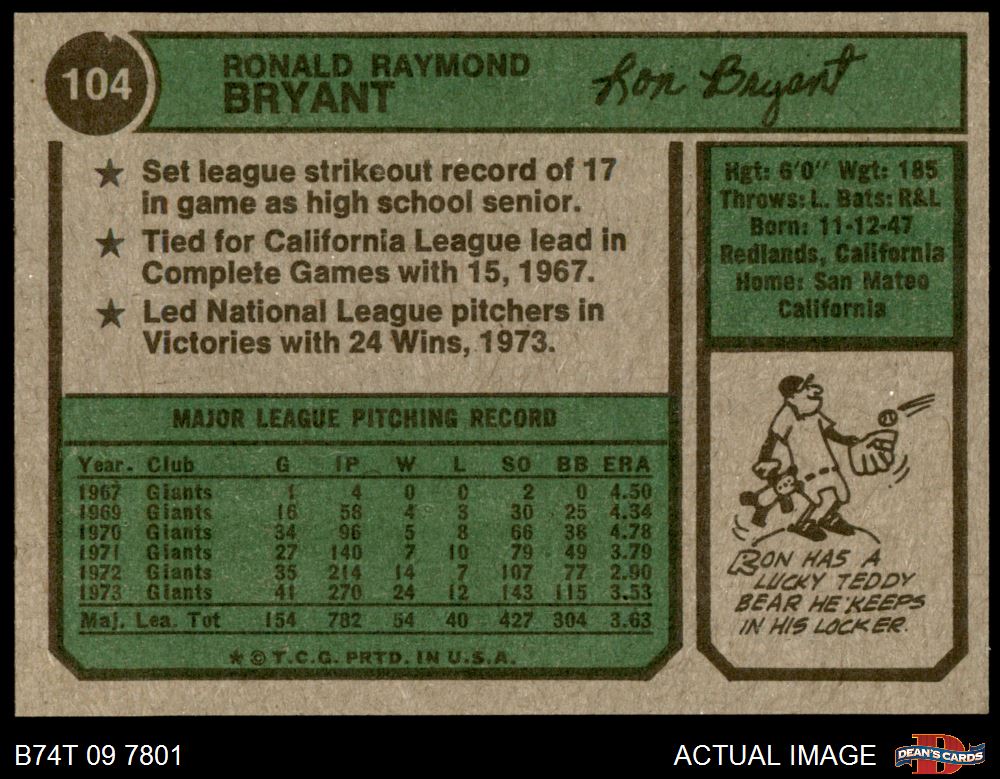 104
RONALD RAYMOND
BRYANT
Ron Bryant
★ Set league strikeout record of 17
in game as high school senior.
★ Tied for California League lead in
Complete Games with 15, 1967.
★ Led National League pitchers in
Victories with 24 Wins, 1973.
Hgt: 6'0" Wgt: 185
Throws: L. Bats: R&L
Born: 11-12-47
Redlands, California
Home: San Mateo
California
MAJOR LEAGUE PITCHING RECORD
Year. Club G IP W L SO BB ERA
1967 Giants 1 4 0 0 2 0 4.50
1969 Giants 16 58 4 3 30 25 4.34
1970 Giants 34 96 5 8 66 38 4.78
1971 Giants 27 140 7 10 79 49 3.79
1972 Giants 35 214 14 7 107 77 2.90
1973 Giants 41 270 24 12 143 115 3.53
Maj. Lea. Tot 154 782 54 40 427 304 3.63
★ © T.C.G. PRTD. IN U.S.A.
RON HAS A
LUCKY TEDDY
BEAR HE KEEPS
IN HIS LOCKER.
B74T 09 7801
ACTUAL IMAGE
D
DEAN'S CARDS